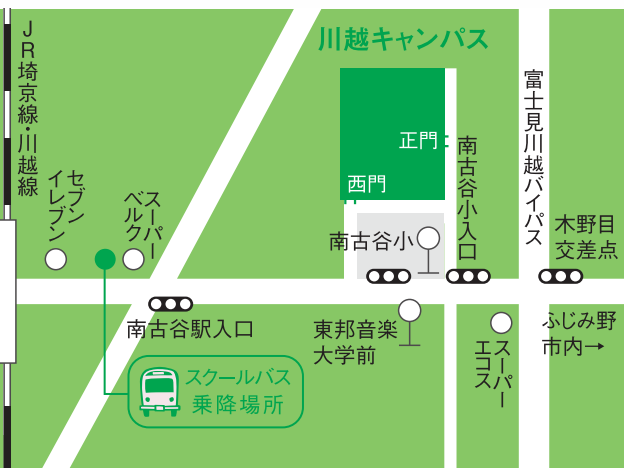 JR埼京線・川越線
川越キャンパス
正門
西門
南古谷小入口
富士見川越バイパス
セブン
イレブン
スーパー
ベルク
南古谷小
木野目
交差点
南古谷駅入口
東邦音楽
大学前
スーパー
エコス
ふじみ野
市内→
スクールバス
乗降場所